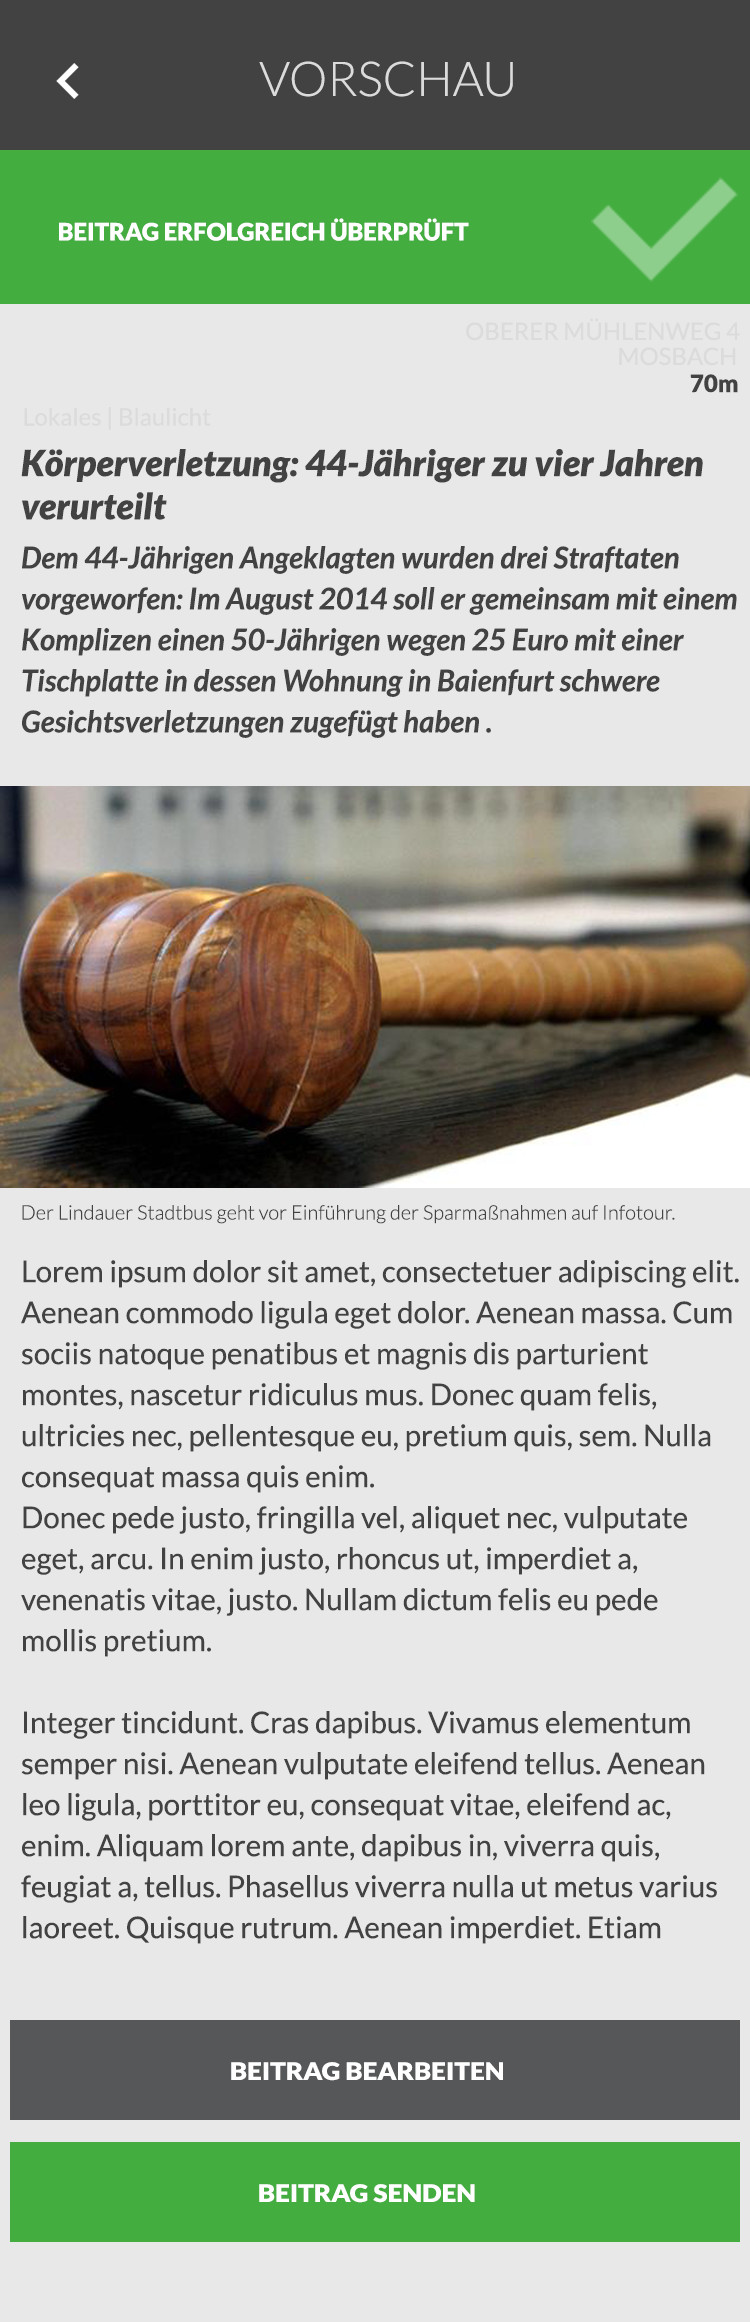 VORSCHAU
BEITRAG ERFOLGREICH ÜBERPRÜFT
OBERER MÜHLENWEG 4
MOSBACH
70m
Lokales | Blaulicht
Körperverletzung: 44-Jähriger zu vier Jahren
verurteilt
Dem 44-Jährigen Angeklagten wurden drei Straftaten
vorgeworfen: Im August 2014 soll er gemeinsam mit einem
Komplizen einen 50-Jährigen wegen 25 Euro mit einer
Tischplatte in dessen Wohnung in Baienfurt schwere
Gesichtsverletzungen zugefügt haben .
Der Lindauer Stadtbus geht vor Einführung der Sparmaßnahmen auf Infotour.
Lorem ipsum dolor sit amet, consectetuer adipiscing elit.
Aenean commodo ligula eget dolor. Aenean massa. Cum
sociis natoque penatibus et magnis dis parturient
montes, nascetur ridiculus mus. Donec quam felis,
ultricies nec, pellentesque eu, pretium quis, sem. Nulla
consequat massa quis enim.
Donec pede justo, fringilla vel, aliquet nec, vulputate
eget, arcu. In enim justo, rhoncus ut, imperdiet a,
venenatis vitae, justo. Nullam dictum felis eu pede
mollis pretium.
Integer tincidunt. Cras dapibus. Vivamus elementum
semper nisi. Aenean vulputate eleifend tellus. Aenean
leo ligula, porttitor eu, consequat vitae, eleifend ac,
enim. Aliquam lorem ante, dapibus in, viverra quis,
feugiat a, tellus. Phasellus viverra nulla ut metus varius
laoreet. Quisque rutrum. Aenean imperdiet. Etiam
BEITRAG BEARBEITEN
BEITRAG SENDEN